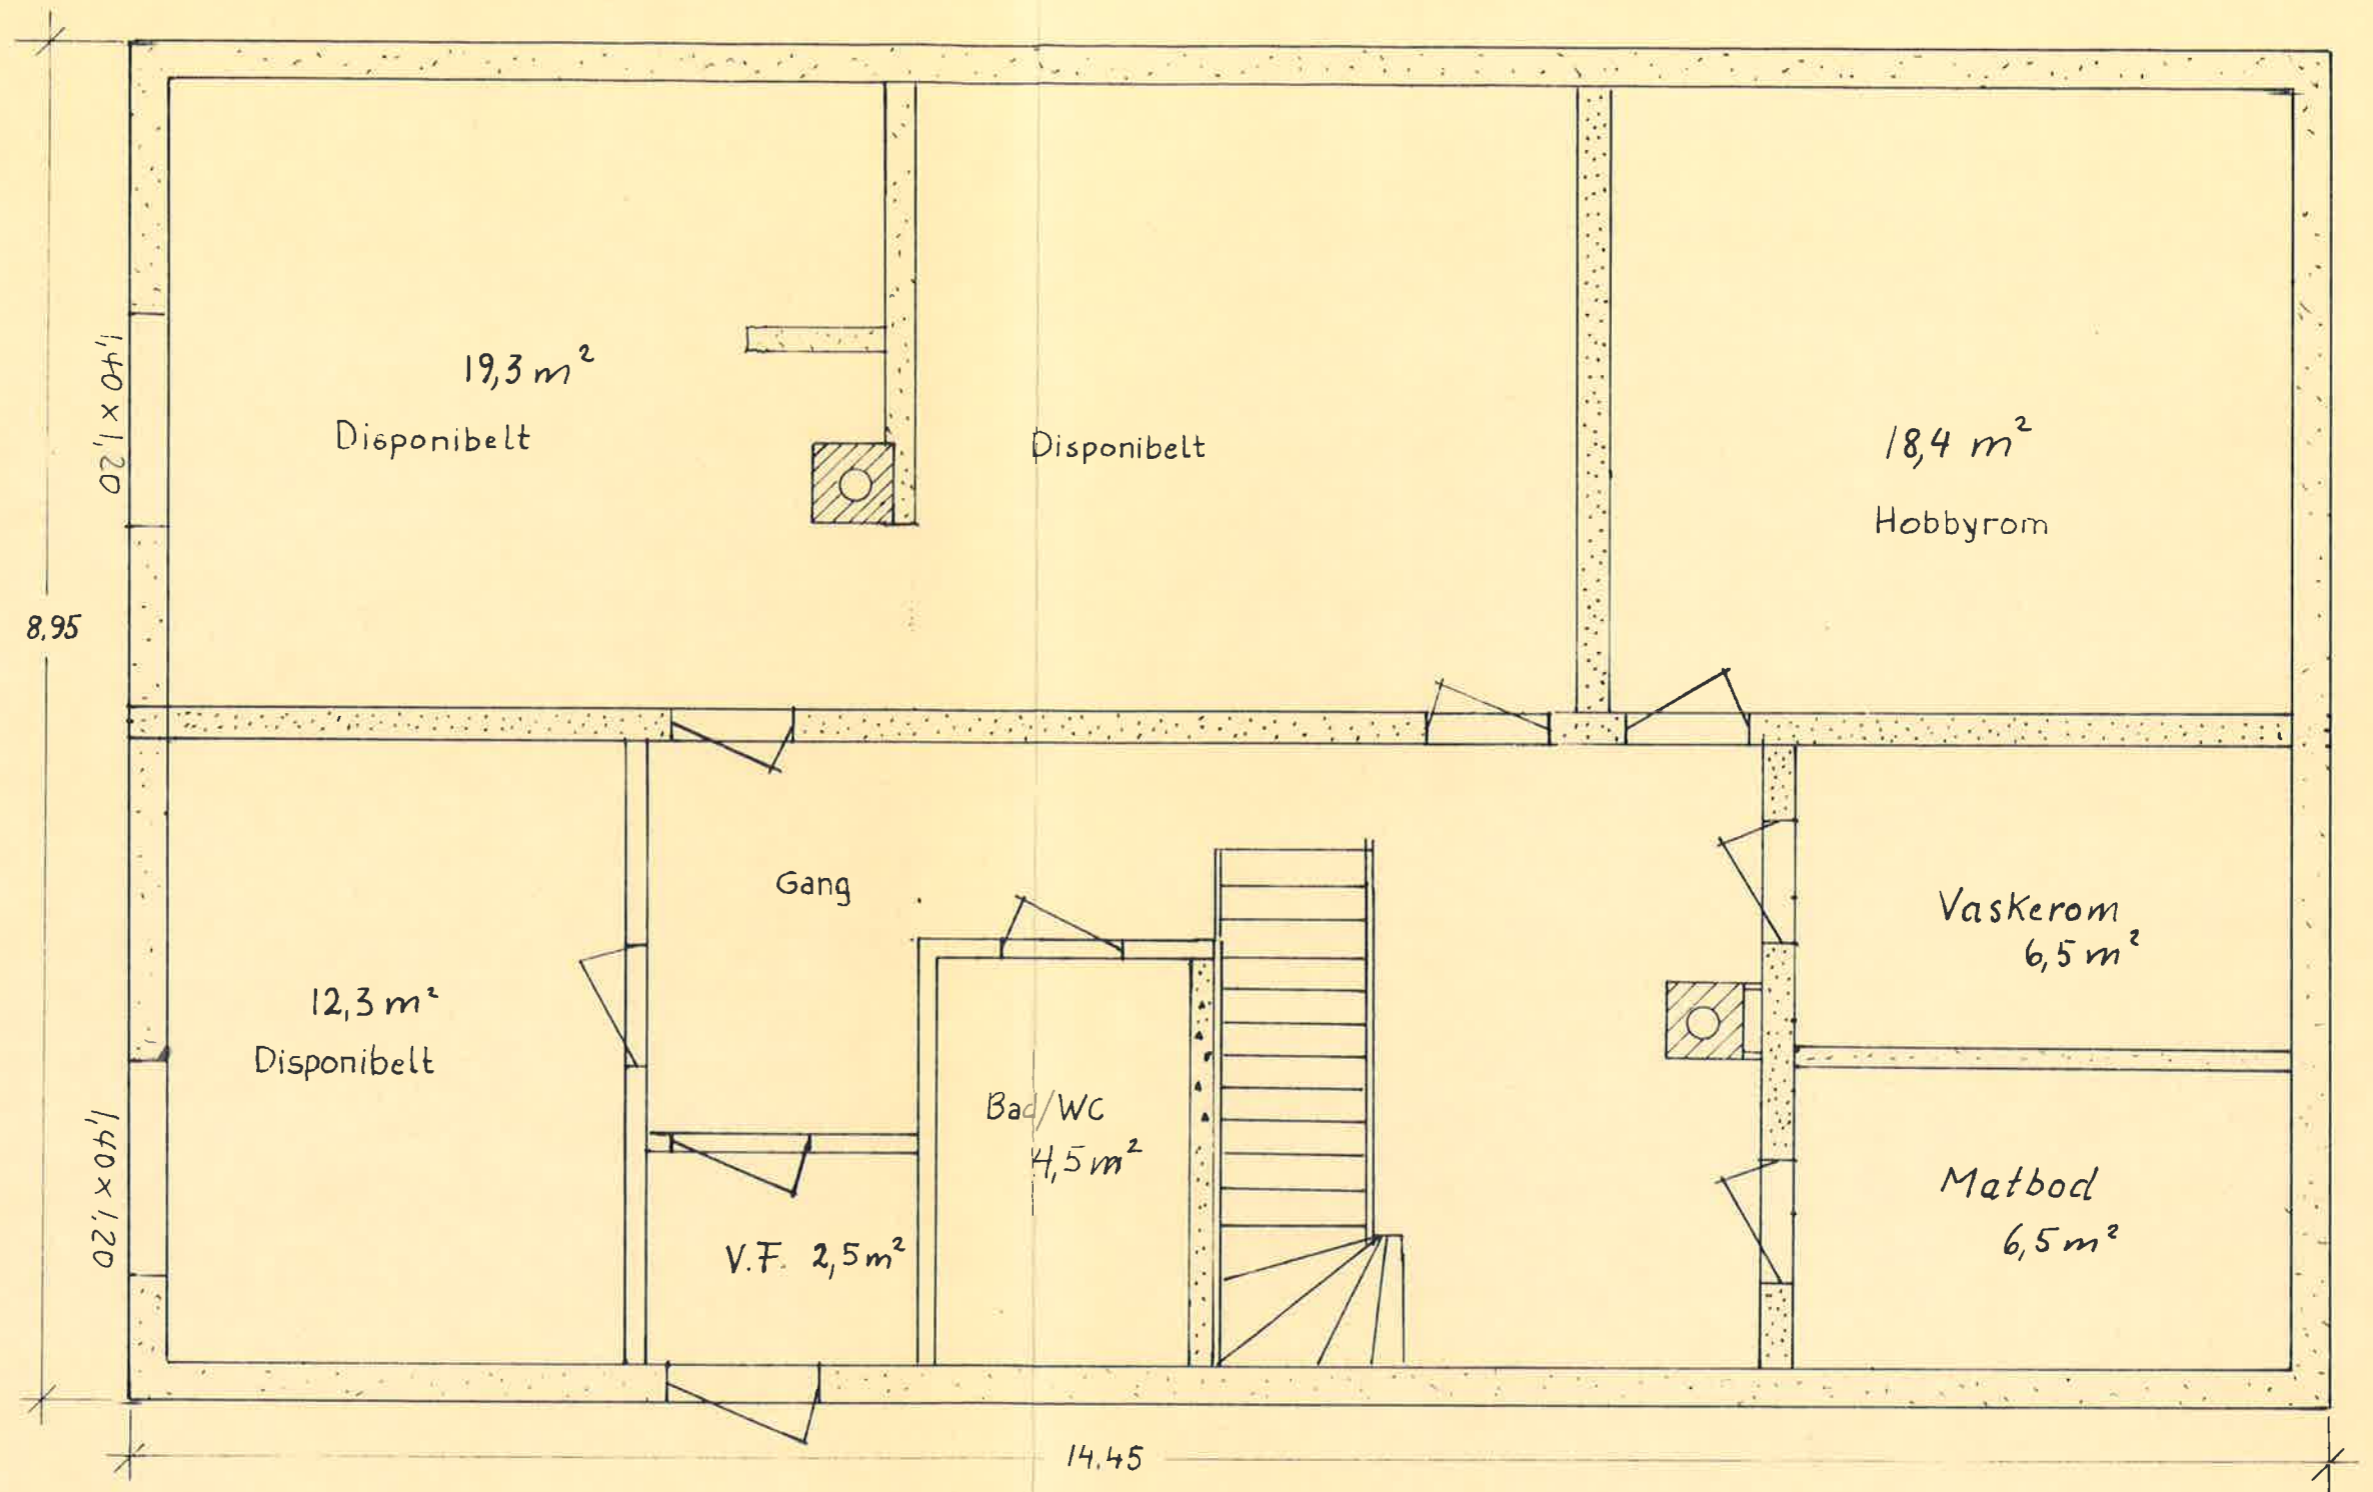 19,3 m²
Disponibelt
Disponibelt
18,4 m²
Hobbyrom
1,40 x 1,20
8.95
Gang
Vaskerom
6,5 m²
12,3 m²
Disponibelt
Bad/WC
4,5 m²
Matbod
6,5 m²
V.F. 2,5 m²
1,40 x 1,20
14.45